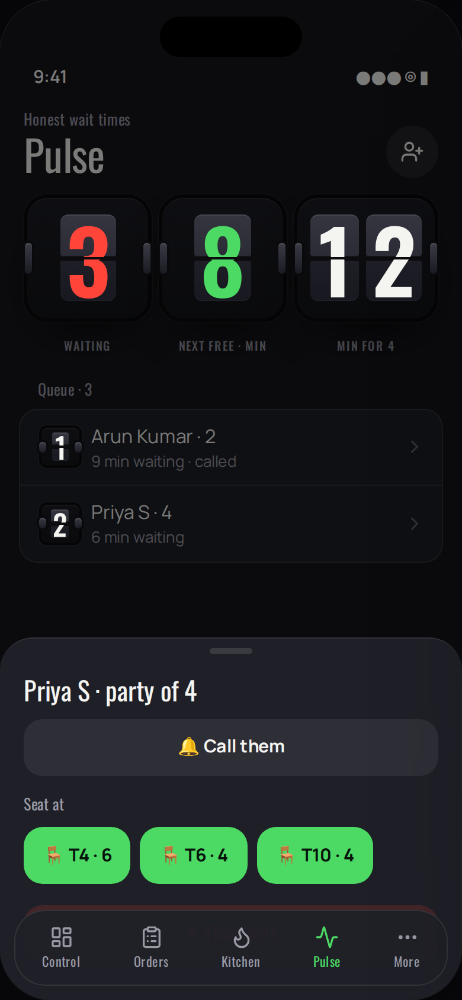 9:41
Honest wait times
Pulse
3 8 12
WAITING NEXT FREE · MIN MIN FOR 4
Queue · 3
1 Arun Kumar · 2
9 min waiting · called
2 Priya S · 4
6 min waiting
Priya S · party of 4
🔔 Call them
Seat at
🪑 T4 · 6 🪑 T6 · 4 🪑 T10 · 4
Control Orders Kitchen Pulse More